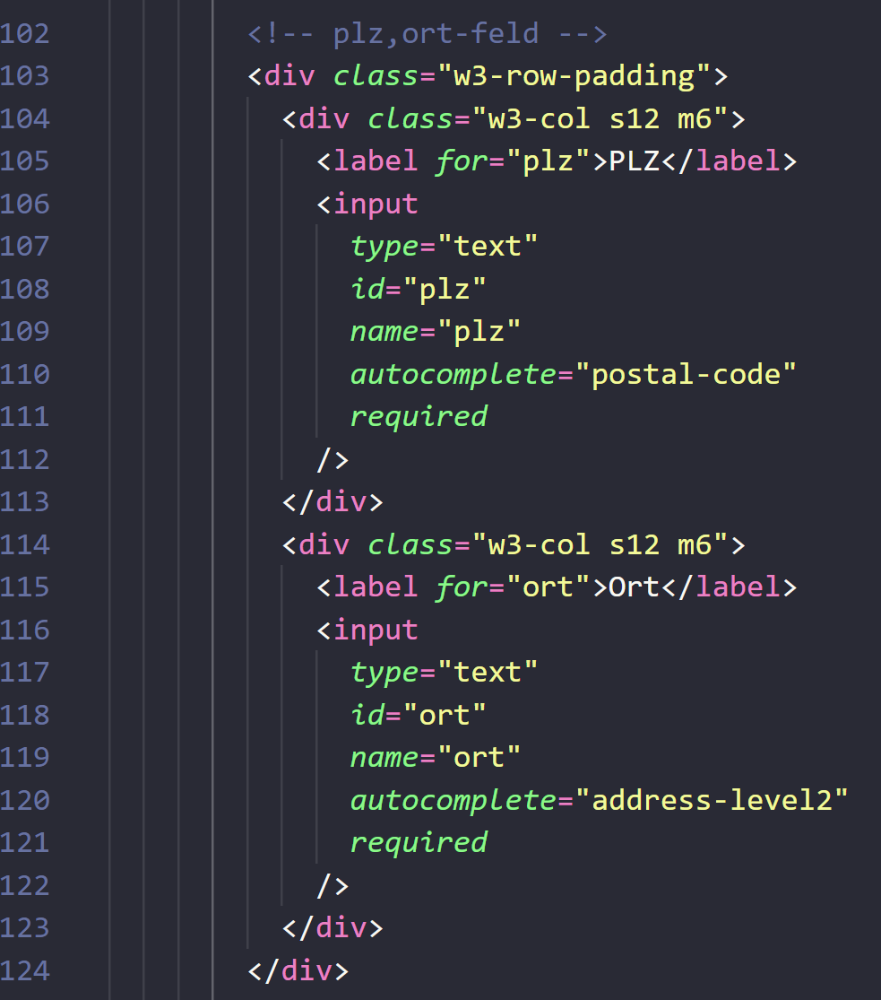 102 <!-- plz,ort-feld -->
103 <div class="w3-row-padding">
104 <div class="w3-col s12 m6">
105 <label for="plz">PLZ</label>
106 <input
107 type="text"
108 id="plz"
109 name="plz"
110 autocomplete="postal-code"
111 required
112 />
113 </div>
114 <div class="w3-col s12 m6">
115 <label for="ort">Ort</label>
116 <input
117 type="text"
118 id="ort"
119 name="ort"
120 autocomplete="address-level2"
121 required
122 />
123 </div>
124 </div>